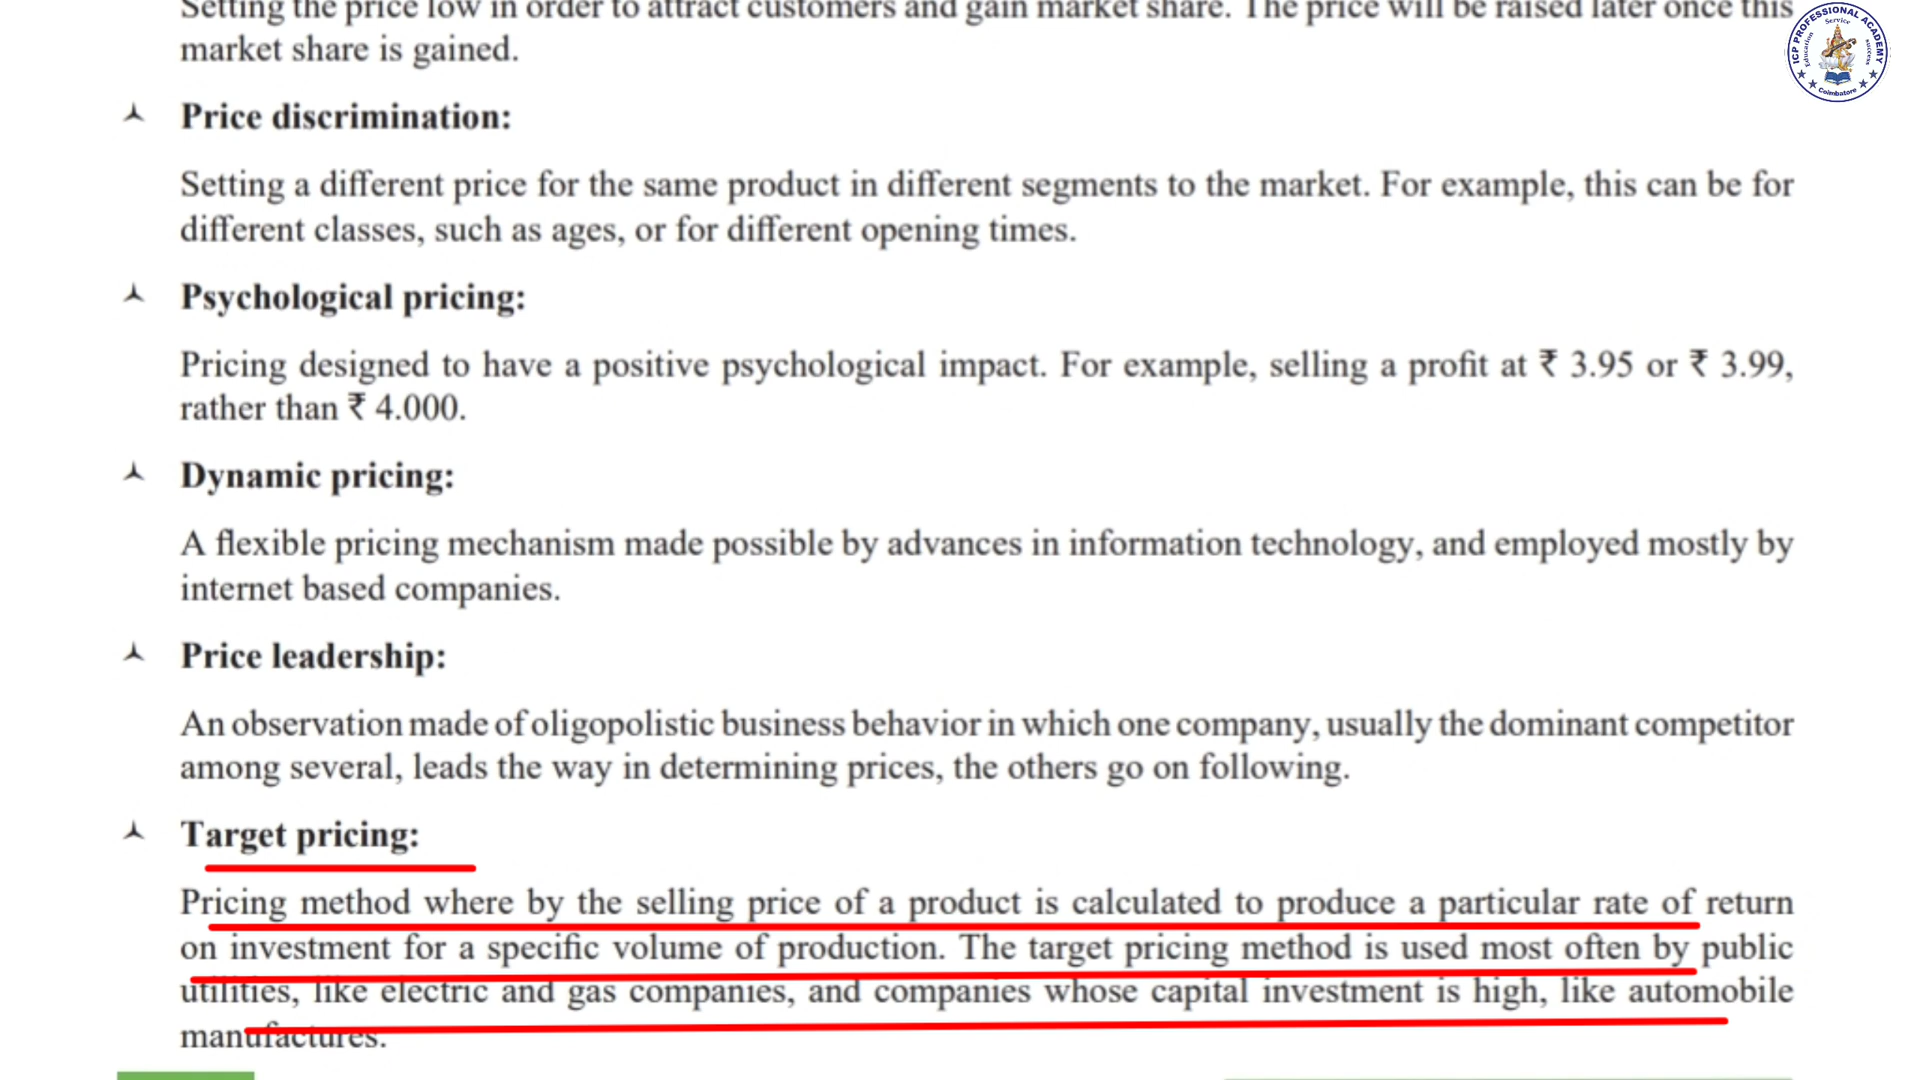 Setting the price low in order to attract customers and gain market share. The price will be raised later once this
market share is gained.
Price discrimination:
Setting a different price for the same product in different segments to the market. For example, this can be for
different classes, such as ages, or for different opening times.
Psychological pricing:
Pricing designed to have a positive psychological impact. For example, selling a profit at ₹ 3.95 or ₹ 3.99,
rather than ₹ 4.000.
Dynamic pricing:
A flexible pricing mechanism made possible by advances in information technology, and employed mostly by
internet based companies.
Price leadership:
An observation made of oligopolistic business behavior in which one company, usually the dominant competitor
among several, leads the way in determining prices, the others go on following.
Target pricing:
Pricing method where by the selling price of a product is calculated to produce a particular rate of return
on investment for a specific volume of production. The target pricing method is used most often by public
utilities, like electric and gas companies, and companies whose capital investment is high, like automobile
manufactures.
ICP PROFESSIONAL ACADEMY
Service
Education
success
Coimbatore